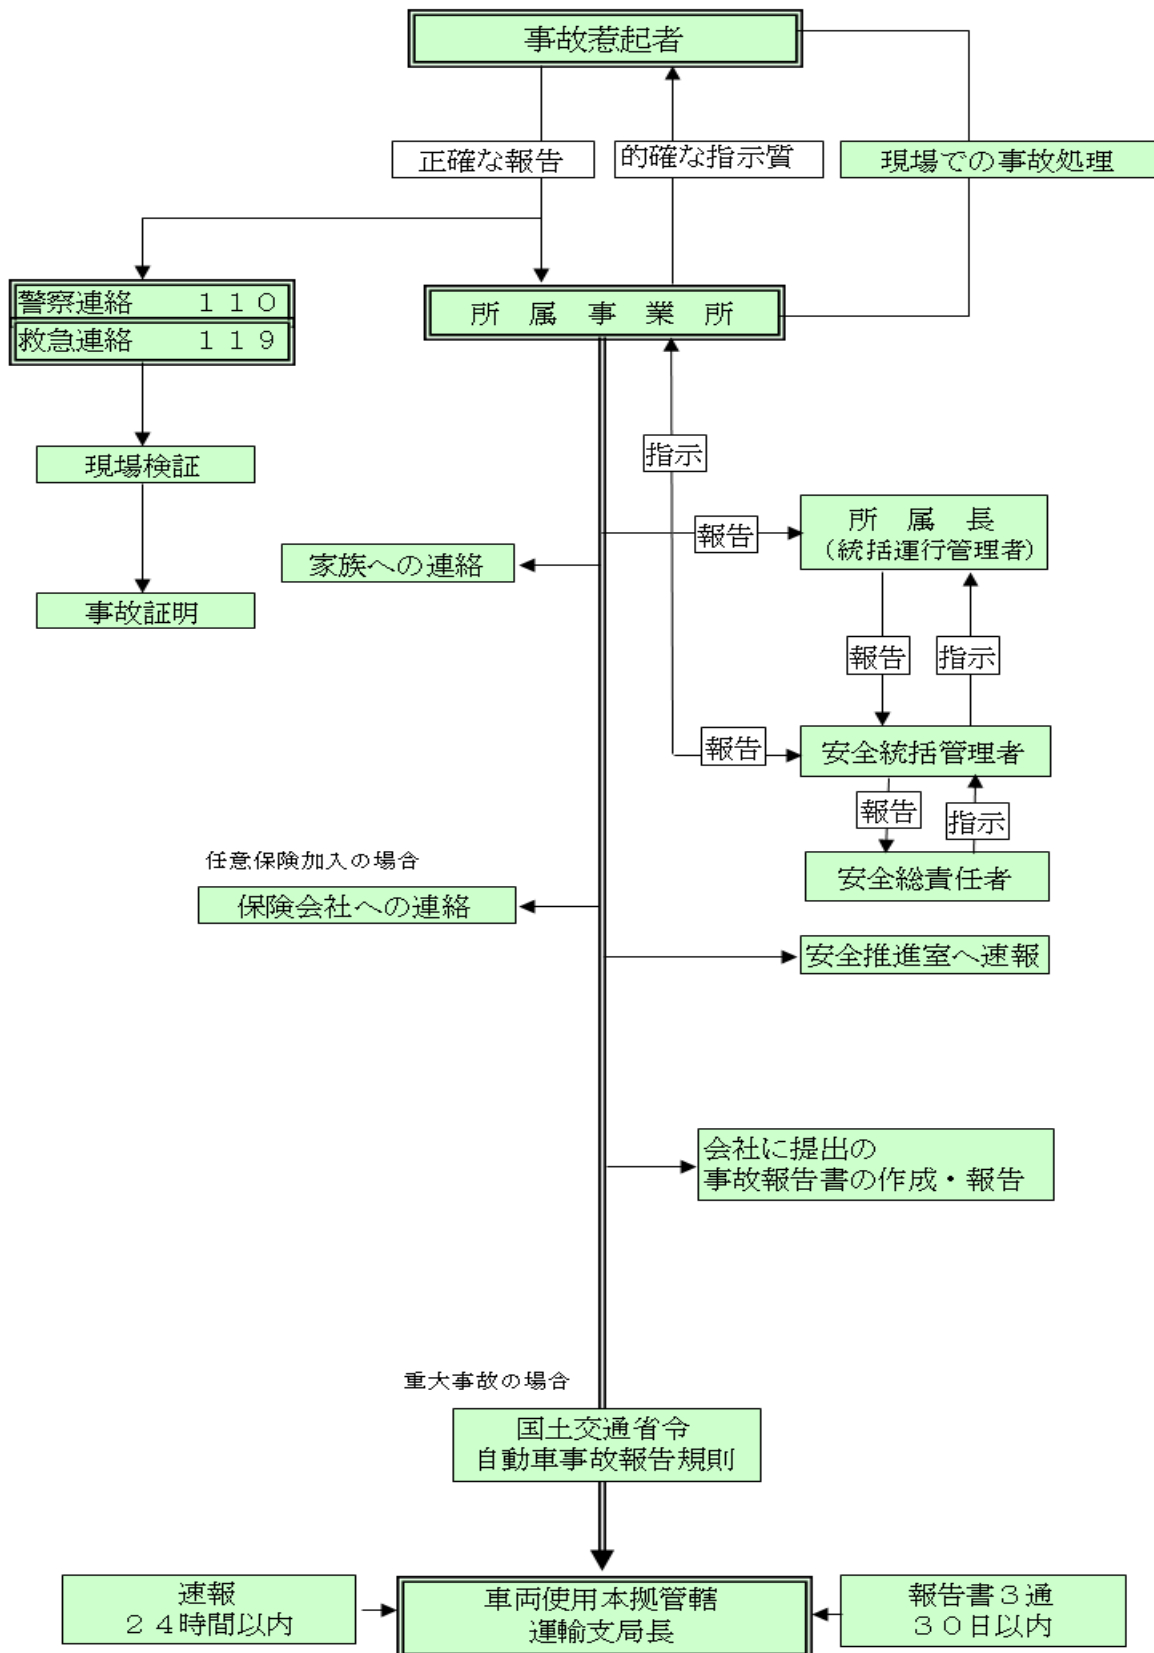 事故惹起者
正確な報告
的確な指示質
現場での事故処理
警察連絡　　１１０
救急連絡　　１１９
所　属　事　業　所
現場検証
指示
所　属　長
（統括運行管理者）
報告
家族への連絡
事故証明
報告
指示
報告
安全統括管理者
報告
指示
任意保険加入の場合
安全総責任者
保険会社への連絡
安全推進室へ速報
会社に提出の
事故報告書の作成・報告
重大事故の場合
国土交通省令
自動車事故報告規則
速報
２４時間以内
車両使用本拠管轄
運輸支局長
報告書３通
３０日以内